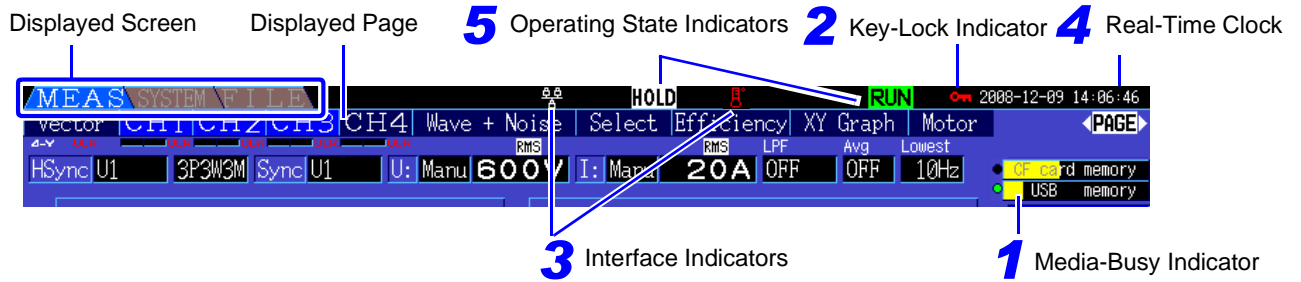 Displayed Screen Displayed Page 5 Operating State Indicators 2 Key-Lock Indicator 4 Real-Time Clock
MEAS SYSTEM FILE HOLD RUN 2008-12-09 14:06:46
Vector CH1 CH2 CH3 CH4 Wave + Noise Select Efficiency XY Graph Motor PAGE
Δ-Y RMS RMS LPF Avg Lowest
HSync U1 3P3W3M Sync U1 U: Manu 600V I: Manu 20A OFF OFF 10Hz CF card memory
USB memory
3 Interface Indicators 1 Media-Busy Indicator